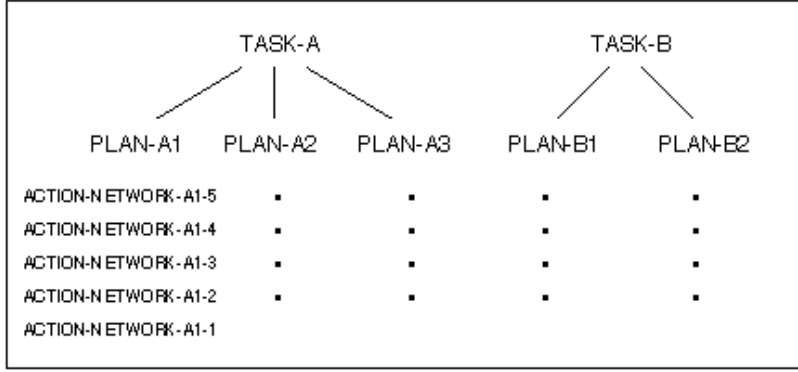 TASK-A TASK-B
PLAN-A1 PLAN-A2 PLAN-A3 PLAN-B1 PLAN-B2
ACTION-NETWORK-A1-5
ACTION-NETWORK-A1-4
ACTION-NETWORK-A1-3
ACTION-NETWORK-A1-2
ACTION-NETWORK-A1-1